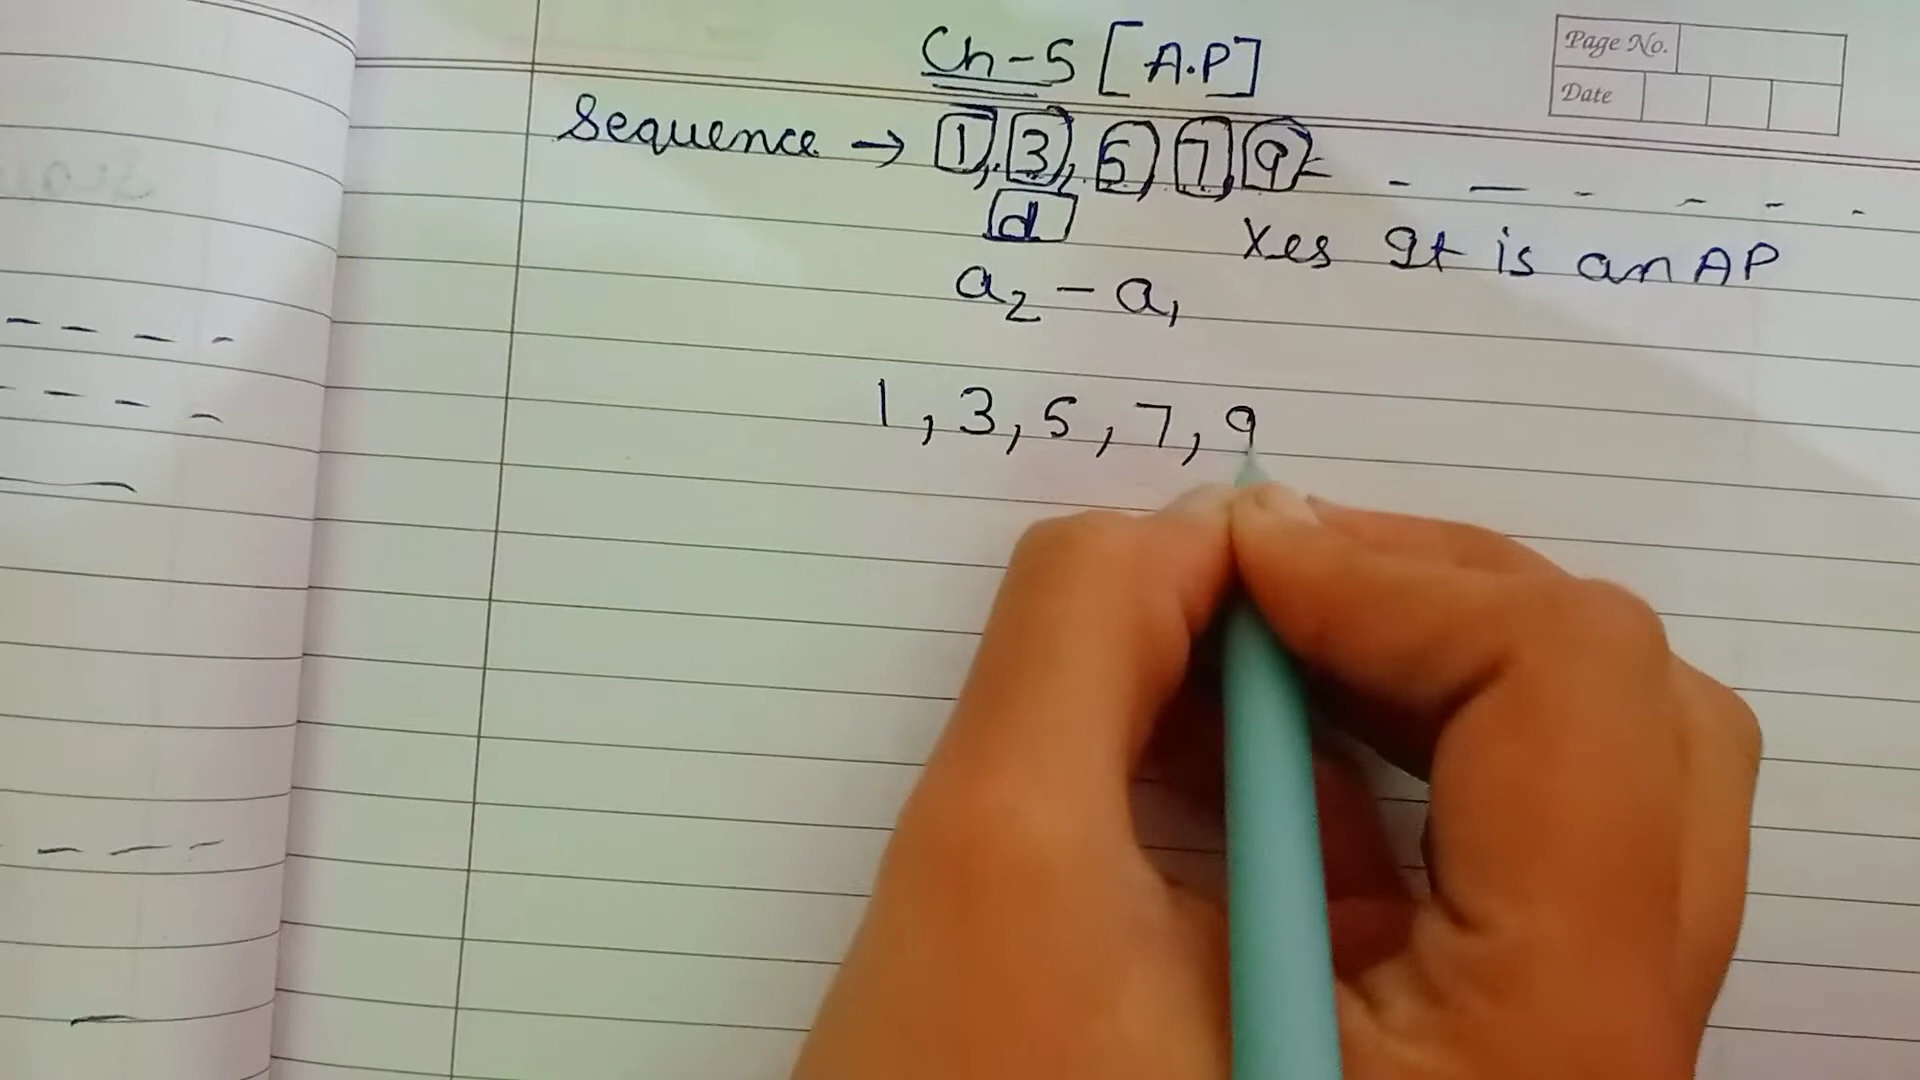 Ch-5 [A.P]
Page No.
Date
Sequence → 1, 3, 5, 7, 9 - - - - - - -
d
Yes It is an AP
a₂ - a₁
1, 3, 5, 7, 9